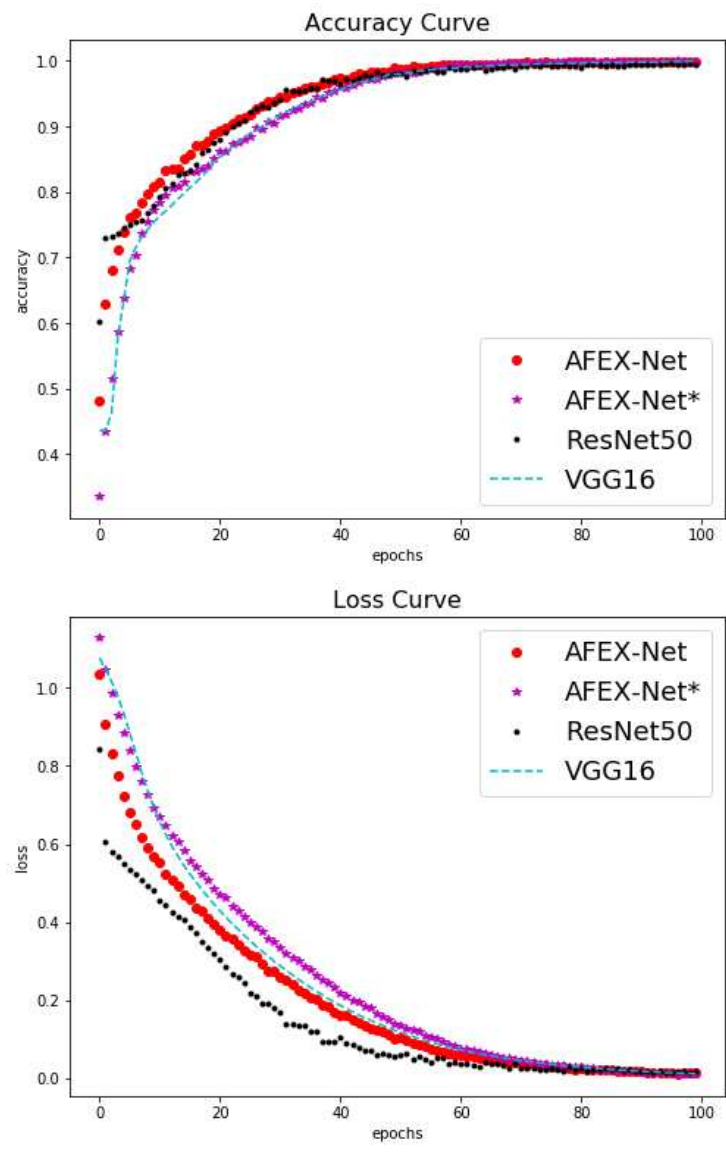 Accuracy Curve
1.0
0.9
0.8
0.7
0.6
0.5
0.4
accuracy
AFEX-Net
AFEX-Net*
ResNet50
VGG16
0
20
40
60
80
100
epochs
Loss Curve
1.0
0.8
0.6
0.4
0.2
0.0
loss
AFEX-Net
AFEX-Net*
ResNet50
VGG16
0
20
40
60
80
100
epochs